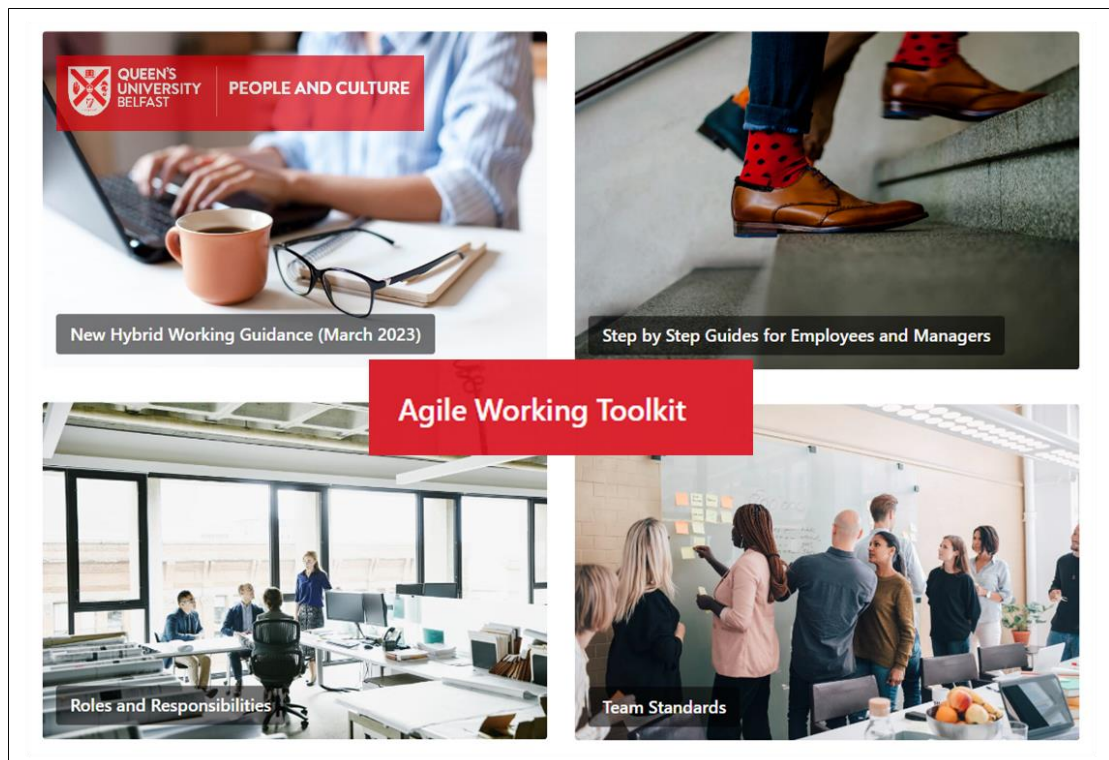 QUEEN'S
UNIVERSITY
BELFAST
PEOPLE AND CULTURE
New Hybrid Working Guidance (March 2023)
Step by Step Guides for Employees and Managers
Agile Working Toolkit
Roles and Responsibilities
Team Standards